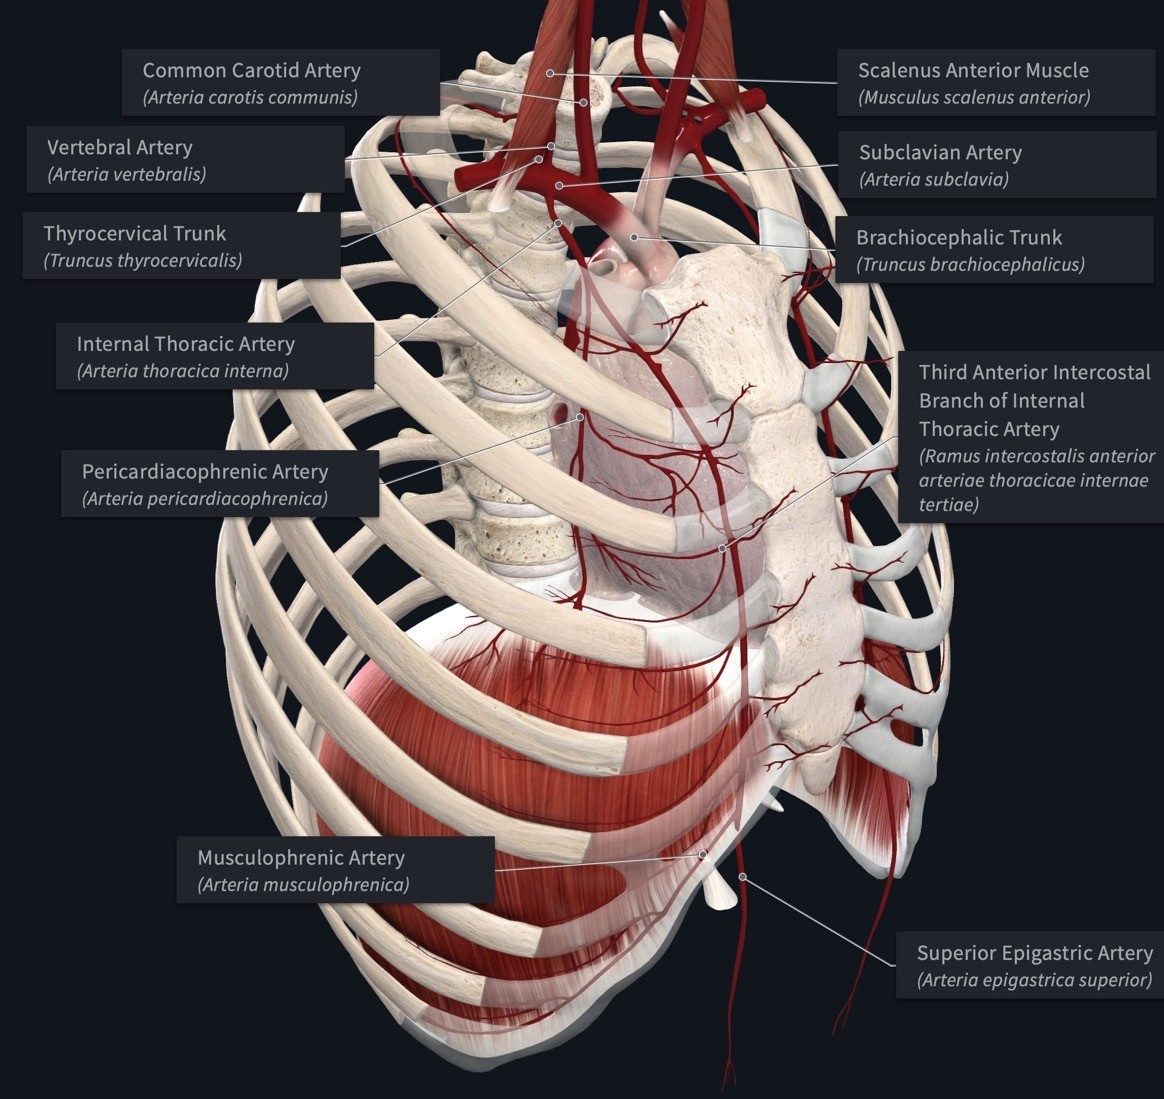 Common Carotid Artery
(Arteria carotis communis)
Scalenus Anterior Muscle
(Musculus scalenus anterior)
Vertebral Artery
(Arteria vertebralis)
Subclavian Artery
(Arteria subclavia)
Thyrocervical Trunk
(Truncus thyrocervicalis)
Brachiocephalic Trunk
(Truncus brachiocephalicus)
Internal Thoracic Artery
(Arteria thoracica interna)
Third Anterior Intercostal
Branch of Internal
Thoracic Artery
(Ramus intercostalis anterior
arteriae thoracicae internae
tertiae)
Pericardiacophrenic Artery
(Arteria pericardiacophrenica)
Musculophrenic Artery
(Arteria musculophrenica)
Superior Epigastric Artery
(Arteria epigastrica superior)